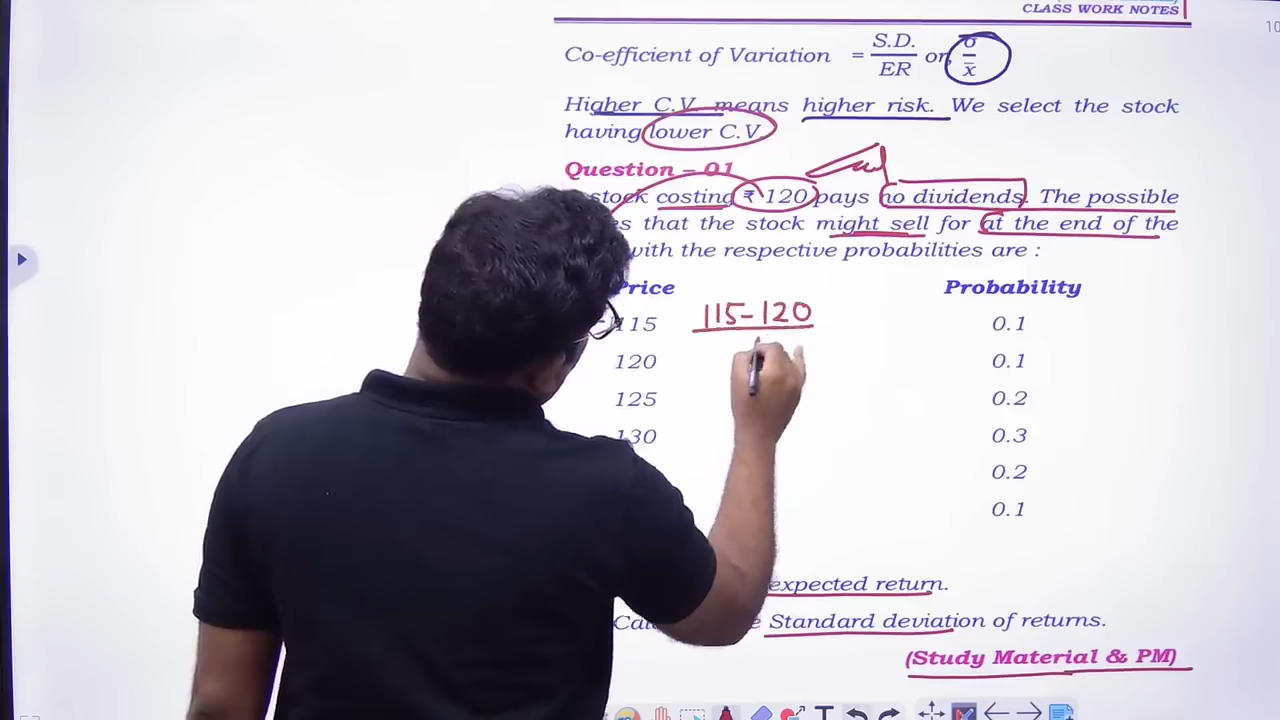 CLASS WORK NOTES
10
Co-efficient of Variation = S.D. / ER or, σ / x̄
Higher C.V. means higher risk. We select the stock
having lower C.V.
Question – 01
stock costing ₹ 120 pays no dividends. The possible
that the stock might sell for at the end of the
with the respective probabilities are :
Price Probability
115 115-120 0.1
120 0.1
125 0.2
130 0.3
0.2
0.1
expected return.
Standard deviation of returns.
(Study Material & PM)